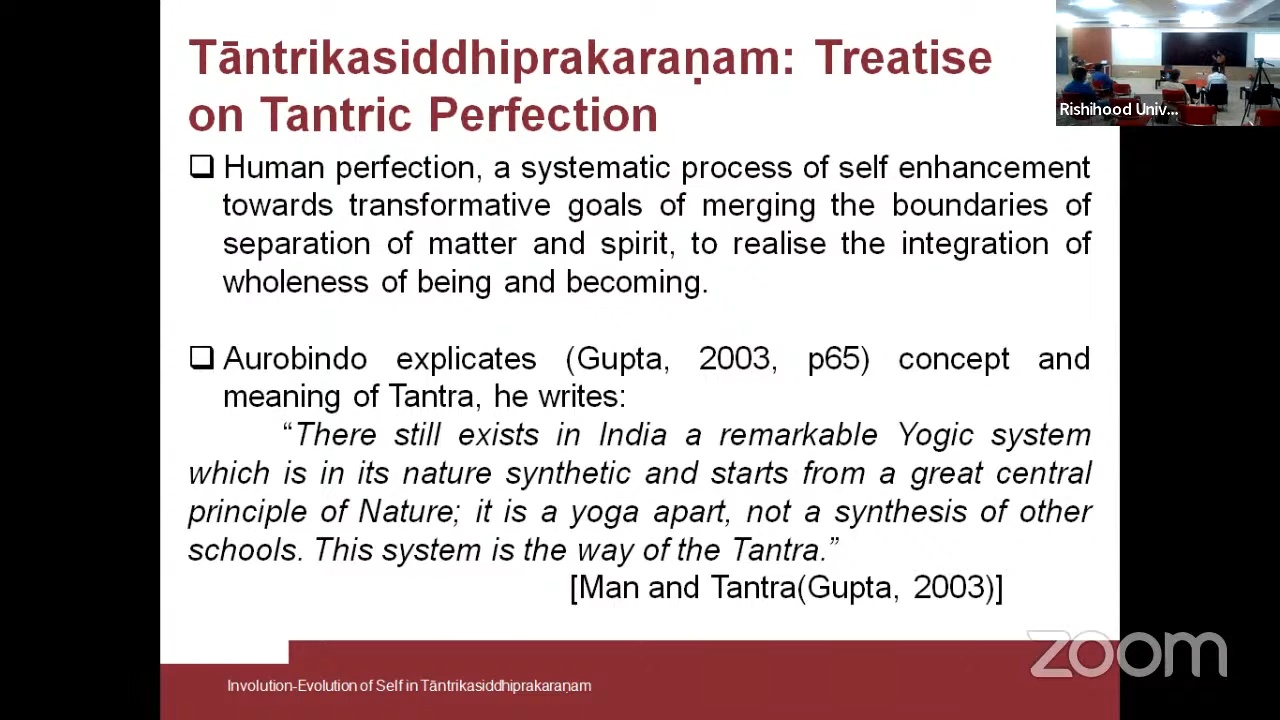 Tāntrikasiddhiprakaraṇam: Treatise
on Tantric Perfection
Rishihood Univ...
Human perfection, a systematic process of self enhancement
towards transformative goals of merging the boundaries of
separation of matter and spirit, to realise the integration of
wholeness of being and becoming.
Aurobindo explicates (Gupta, 2003, p65) concept and
meaning of Tantra, he writes:
“There still exists in India a remarkable Yogic system
which is in its nature synthetic and starts from a great central
principle of Nature; it is a yoga apart, not a synthesis of other
schools. This system is the way of the Tantra.”
[Man and Tantra(Gupta, 2003)]
zoom
Involution-Evolution of Self in Tāntrikasiddhiprakaraṇam